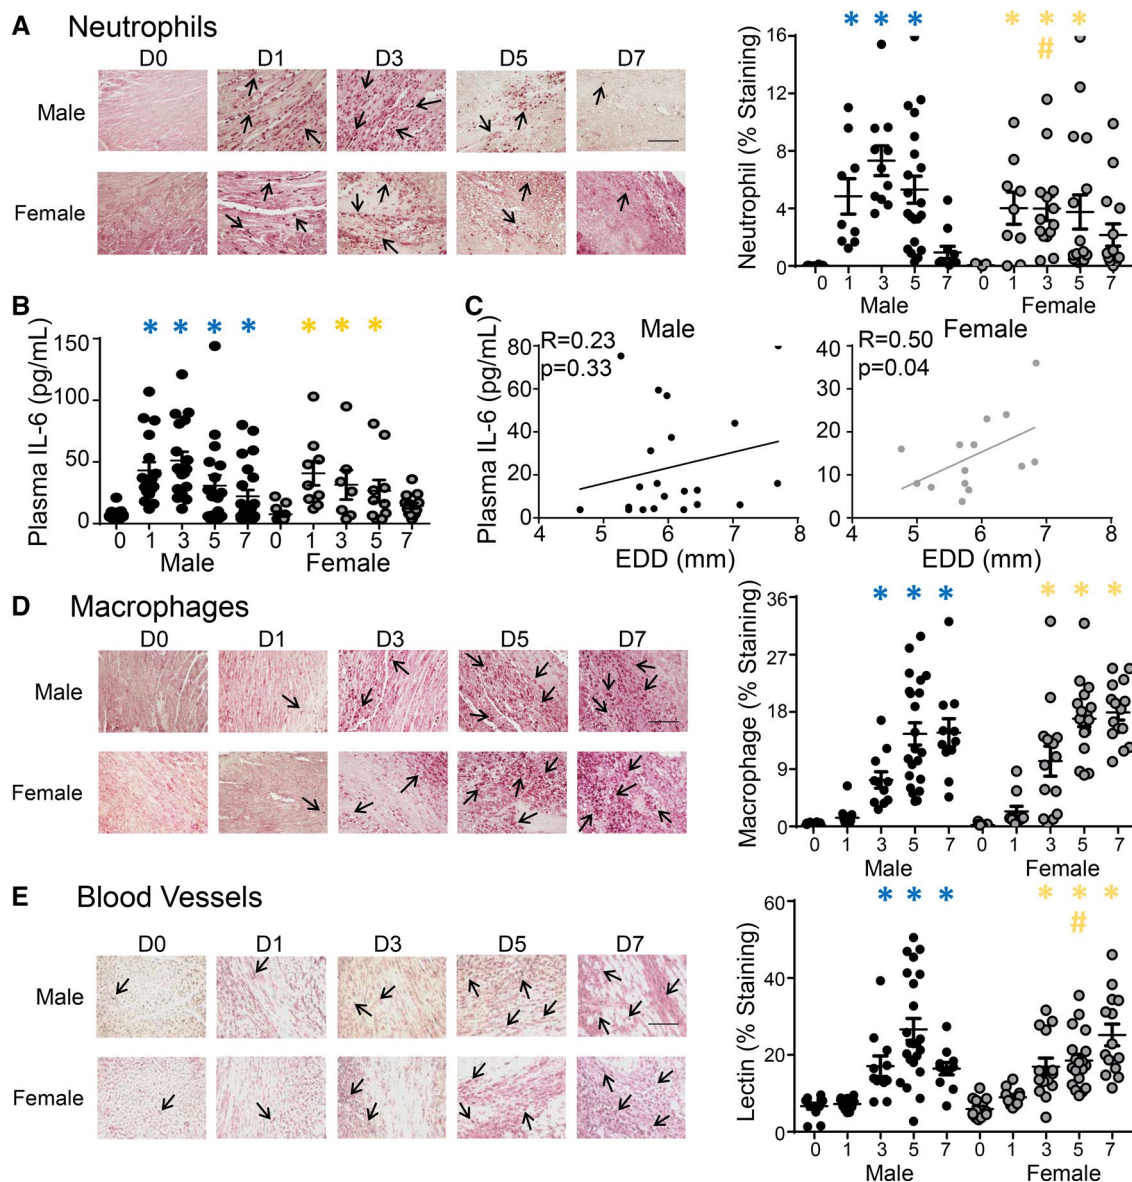 A Neutrophils
D0 D1 D3 D5 D7
Male
Female
Neutrophil (% Staining)
16
12
8
4
0
* * * * * *
#
0 1 3 5 7 0 1 3 5 7
Male Female
B
Plasma IL-6 (pg/mL)
150
100
50
0
* * * * * * *
0 1 3 5 7 0 1 3 5 7
Male Female
C
Male
R=0.23
p=0.33
Plasma IL-6 (pg/mL)
80
60
40
20
0
4 5 6 7 8
EDD (mm)
Female
R=0.50
p=0.04
40
30
20
10
0
4 5 6 7 8
EDD (mm)
D Macrophages
D0 D1 D3 D5 D7
Male
Female
Macrophage (% Staining)
36
27
18
9
0
* * * * * *
0 1 3 5 7 0 1 3 5 7
Male Female
E Blood Vessels
D0 D1 D3 D5 D7
Male
Female
Lectin (% Staining)
60
40
20
0
* * * * * *
#
0 1 3 5 7 0 1 3 5 7
Male Female